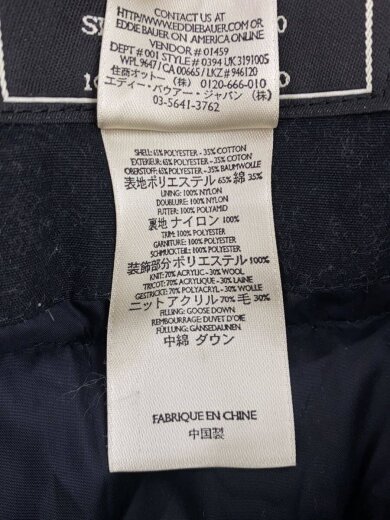 CONTACT US AT
HTTP://EDDIEBAUER.COM OR
EDDIE BAUER ON AMERICA ONLINE
VENDOR # 01459
DEPT # 001 STYLE # 0394 UK 3191005
WPL 9647 / CA 00665 / LKZ # 946120
住商オットー (株) 0120-666-010
エディー・バウアー・ジャパン (株)
03-5641-3762
SHELL: 65% POLYESTER - 35% COTTON
EXTERIEUR: 65% POLYESTER - 35% COTON
OBERSTOFF: 65% POLYESTER - 35% BAUMWOLLE
表地ポリエステル 65% 綿 35%
LINING: 100% NYLON
DOUBLURE: 100% NYLON
FUTTER: 100% POLYAMID
裏地 ナイロン 100%
TRIM: 100% POLYESTER
GARNITURE: 100% POLYESTER
SCHMUCKTEIL: 100% POLYESTER
装飾部分ポリエステル 100%
KNIT: 70% ACRYLIC - 30% WOOL
TRICOT: 70% ACRYLIQUE - 30% LAINE
GESTRICKT: 70% POLYACRYL - 30% WOLLE
ニットアクリル 70% 毛 30%
FILLING: GOOSE DOWN
REMBOURRAGE: DUVET D'OIE
FÜLLUNG: GÄNSEDAUNEN
中綿 ダウン
FABRIQUE EN CHINE
中国製